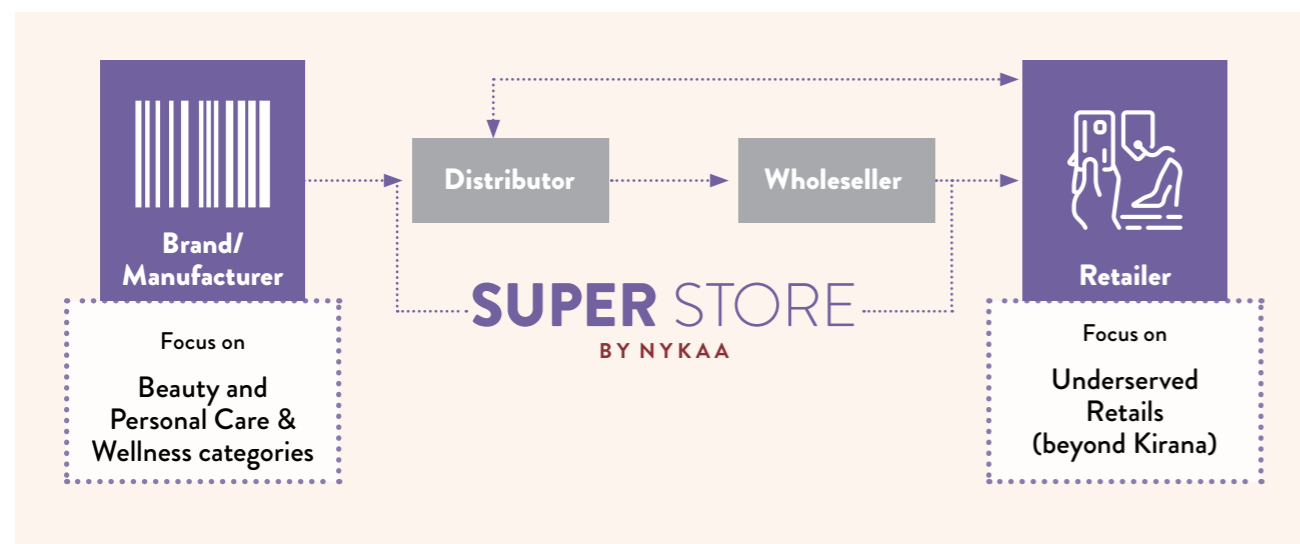 Brand/
Manufacturer
Focus on
Beauty and
Personal Care &
Wellness categories
Distributor
Wholeseller
SUPER STORE
BY NYKAA
Retailer
Focus on
Underserved
Retails
(beyond Kirana)